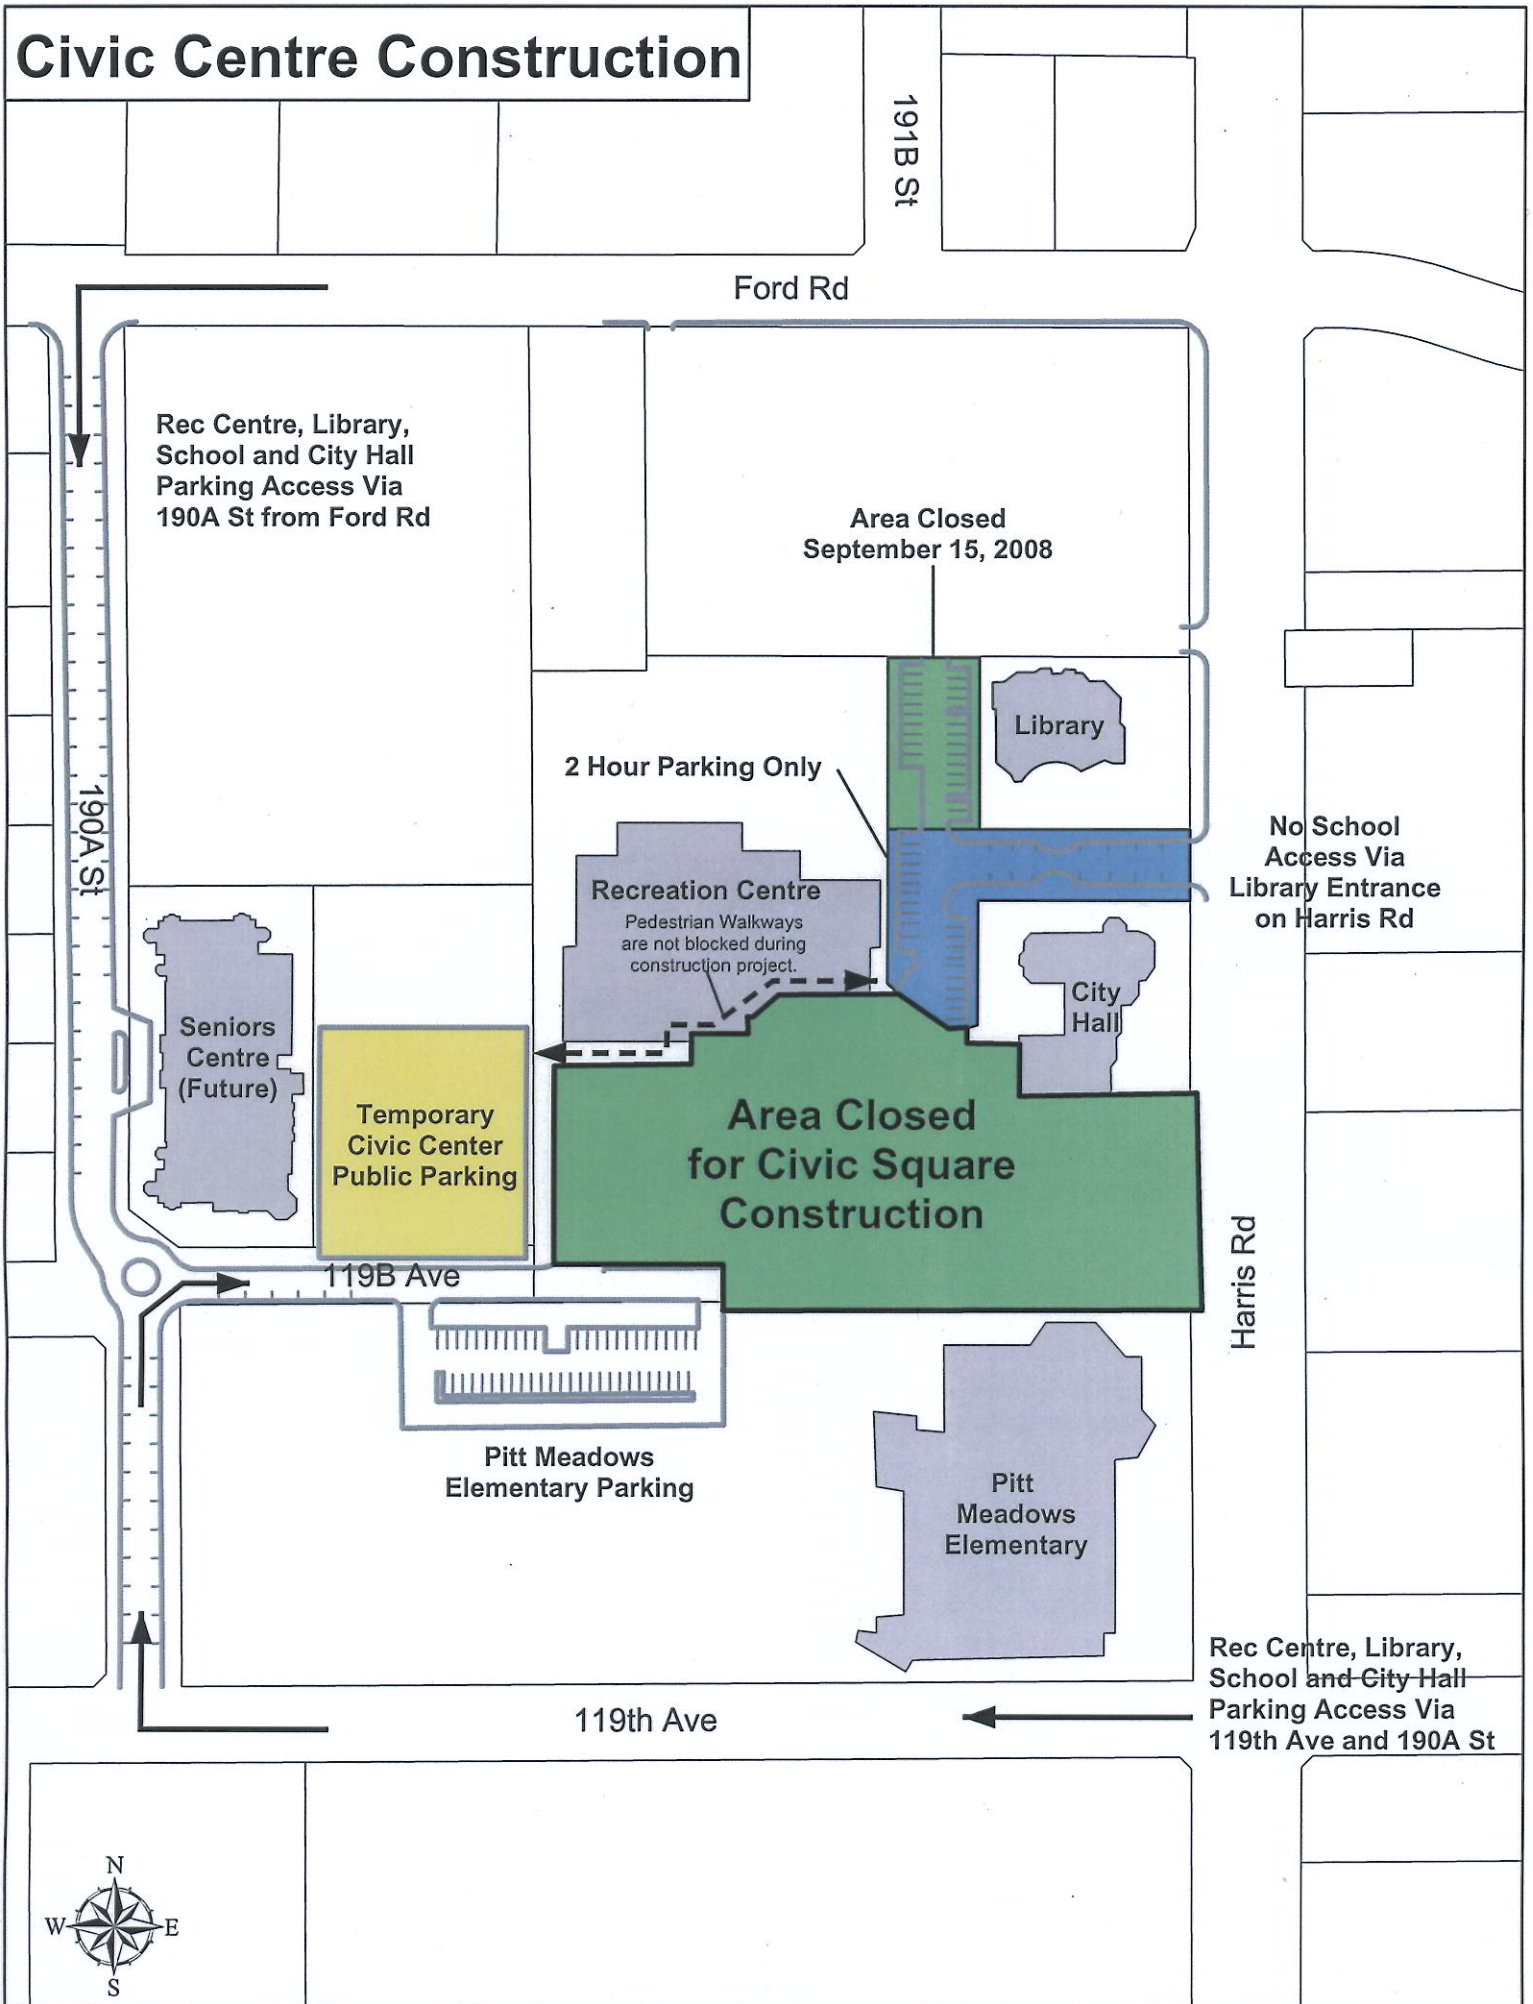 Civic Centre Construction
191B St
Ford Rd
Rec Centre, Library,
School and City Hall
Parking Access Via
190A St from Ford Rd
Area Closed
September 15, 2008
Library
2 Hour Parking Only
190A St
No School
Access Via
Library Entrance
on Harris Rd
Recreation Centre
Pedestrian Walkways
are not blocked during
construction project.
City
Hall
Seniors
Centre
(Future)
Temporary
Civic Center
Public Parking
Area Closed
for Civic Square
Construction
119B Ave
Harris Rd
Pitt Meadows
Elementary Parking
Pitt
Meadows
Elementary
Rec Centre, Library,
School and City Hall
Parking Access Via
119th Ave and 190A St
119th Ave
N
W E
S